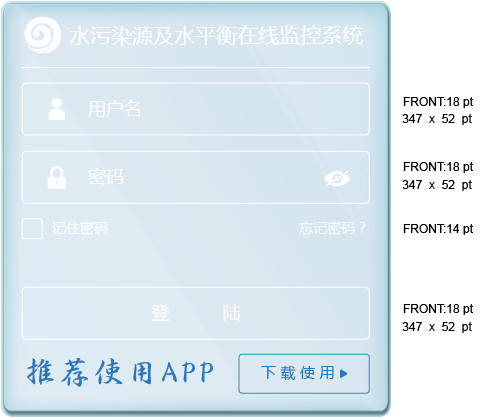 水污染源及水平衡在线监控系统
用户名
FRONT:18 pt
347 x 52 pt
密码
FRONT:18 pt
347 x 52 pt
记住密码 忘记密码？
FRONT:14 pt
登 陆
FRONT:18 pt
347 x 52 pt
推荐使用APP
下载使用